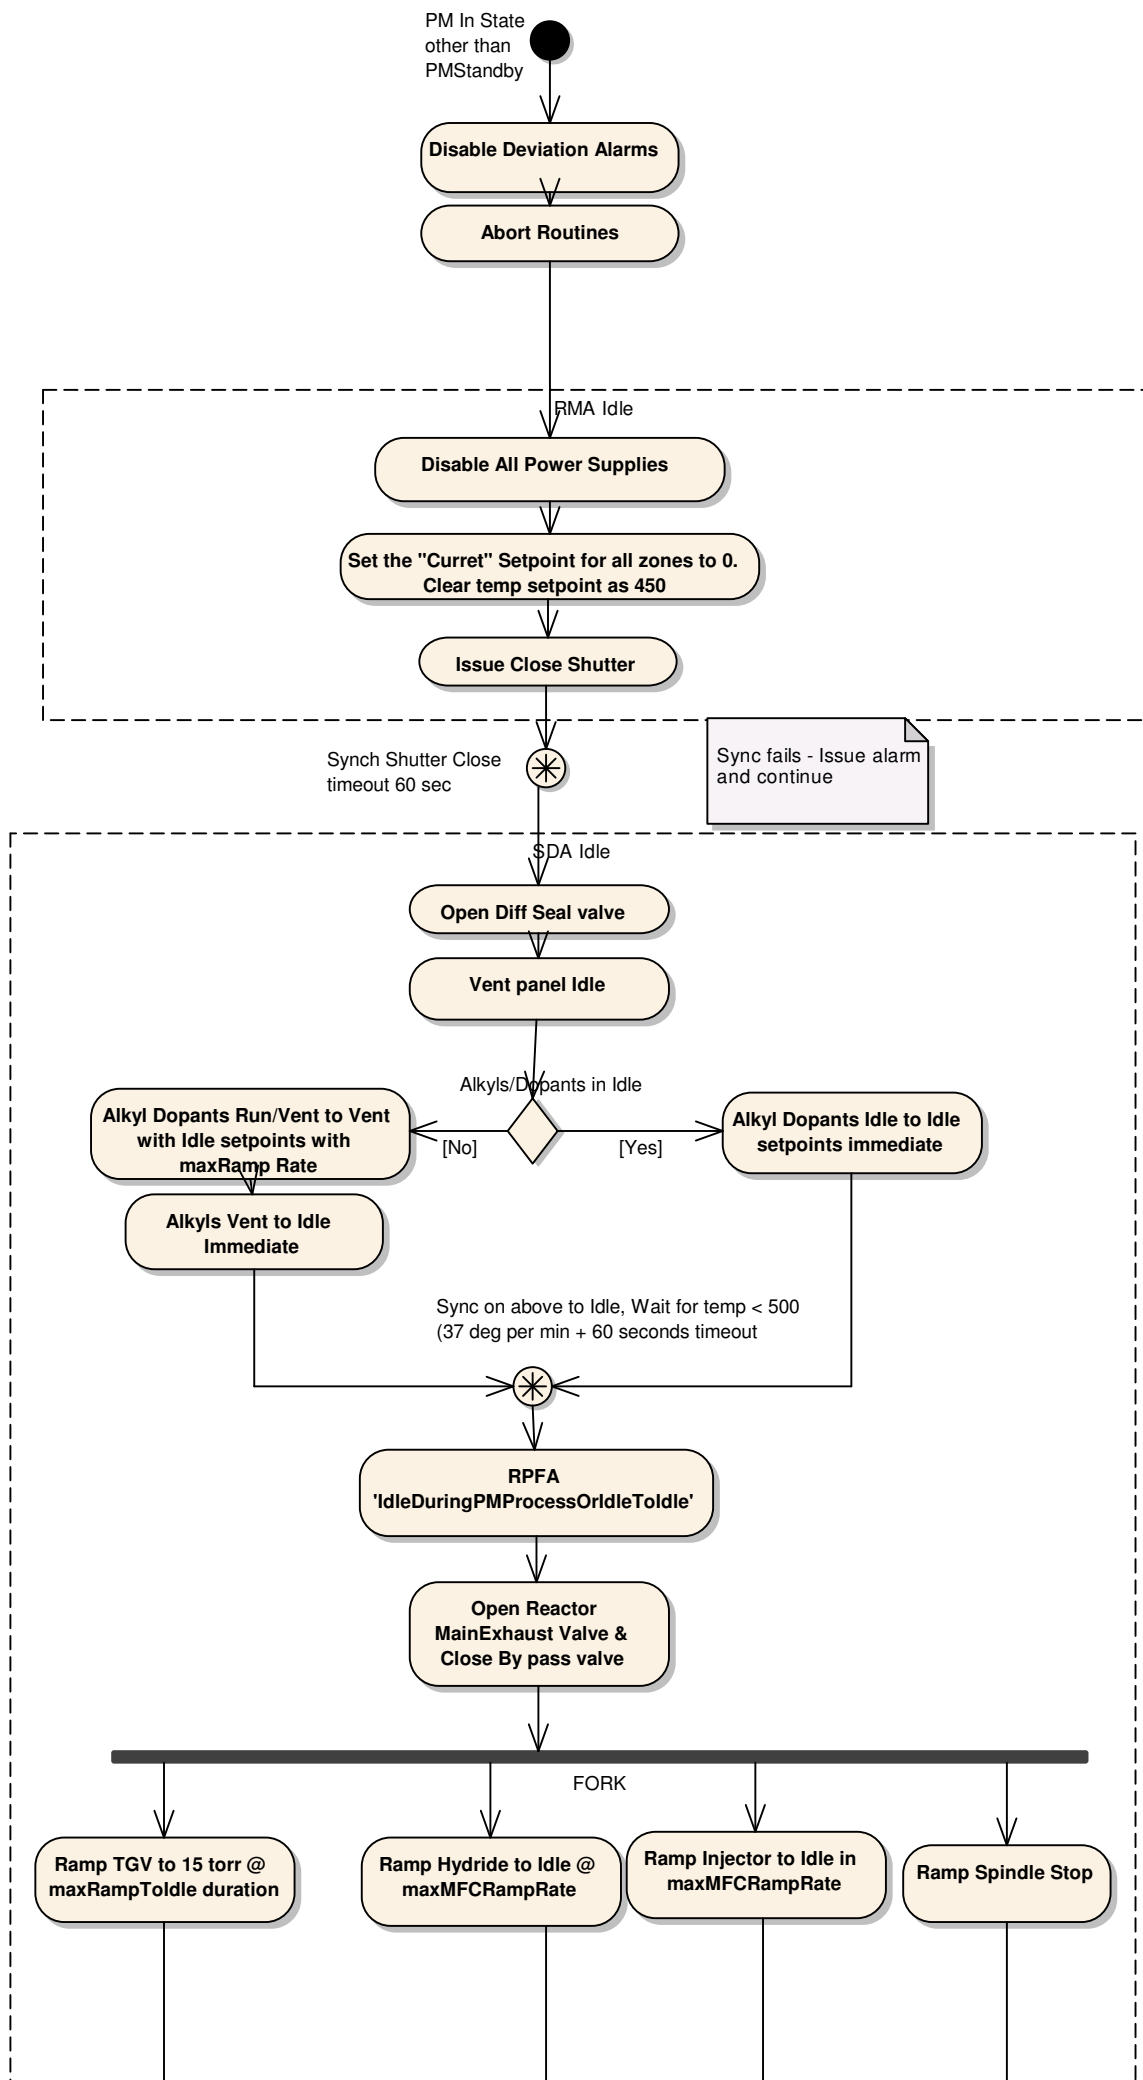 PM In State
other than
PMStandby
Disable Deviation Alarms
Abort Routines
RMA Idle
Disable All Power Supplies
Set the "Curret" Setpoint for all zones to 0.
Clear temp setpoint as 450
Issue Close Shutter
Synch Shutter Close
timeout 60 sec
Sync fails - Issue alarm
and continue
SDA Idle
Open Diff Seal valve
Vent panel Idle
Alkyls/Dopants in Idle
Alkyl Dopants Run/Vent to Vent
with Idle setpoints with
maxRamp Rate
[No]
[Yes]
Alkyl Dopants Idle to Idle
setpoints immediate
Alkyls Vent to Idle
Immediate
Sync on above to Idle, Wait for temp < 500
(37 deg per min + 60 seconds timeout
RPFA
'IdleDuringPMProcessOrIdleToIdle'
Open Reactor
MainExhaust Valve &
Close By pass valve
FORK
Ramp TGV to 15 torr @
maxRampToIdle duration
Ramp Hydride to Idle @
maxMFCRampRate
Ramp Injector to Idle in
maxMFCRampRate
Ramp Spindle Stop